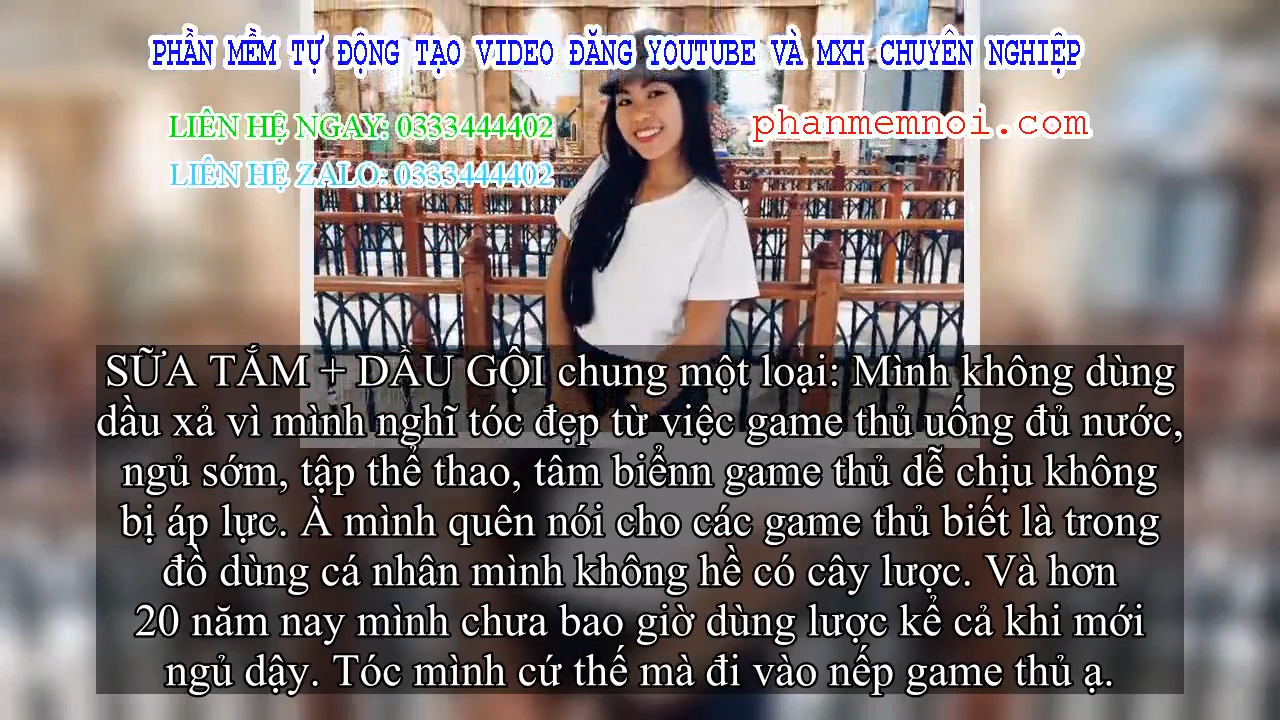 PHẦN MỀM TỰ ĐỘNG TẠO VIDEO ĐĂNG YOUTUBE VÀ MXH CHUYÊN NGHIỆP
LIÊN HỆ NGAY: 0333444402
phanmemnoi.com
LIÊN HỆ ZALO: 0333444402
SỮA TẮM + DẦU GỘI chung một loại: Mình không dùng
dầu xả vì mình nghĩ tóc đẹp từ việc game thủ uống đủ nước,
ngủ sớm, tập thể thao, tâm biểnn game thủ dễ chịu không
bị áp lực. À mình quên nói cho các game thủ biết là trong
đồ dùng cá nhân mình không hề có cây lược. Và hơn
20 năm nay mình chưa bao giờ dùng lược kể cả khi mới
ngủ dậy. Tóc mình cứ thế mà đi vào nếp game thủ ạ.